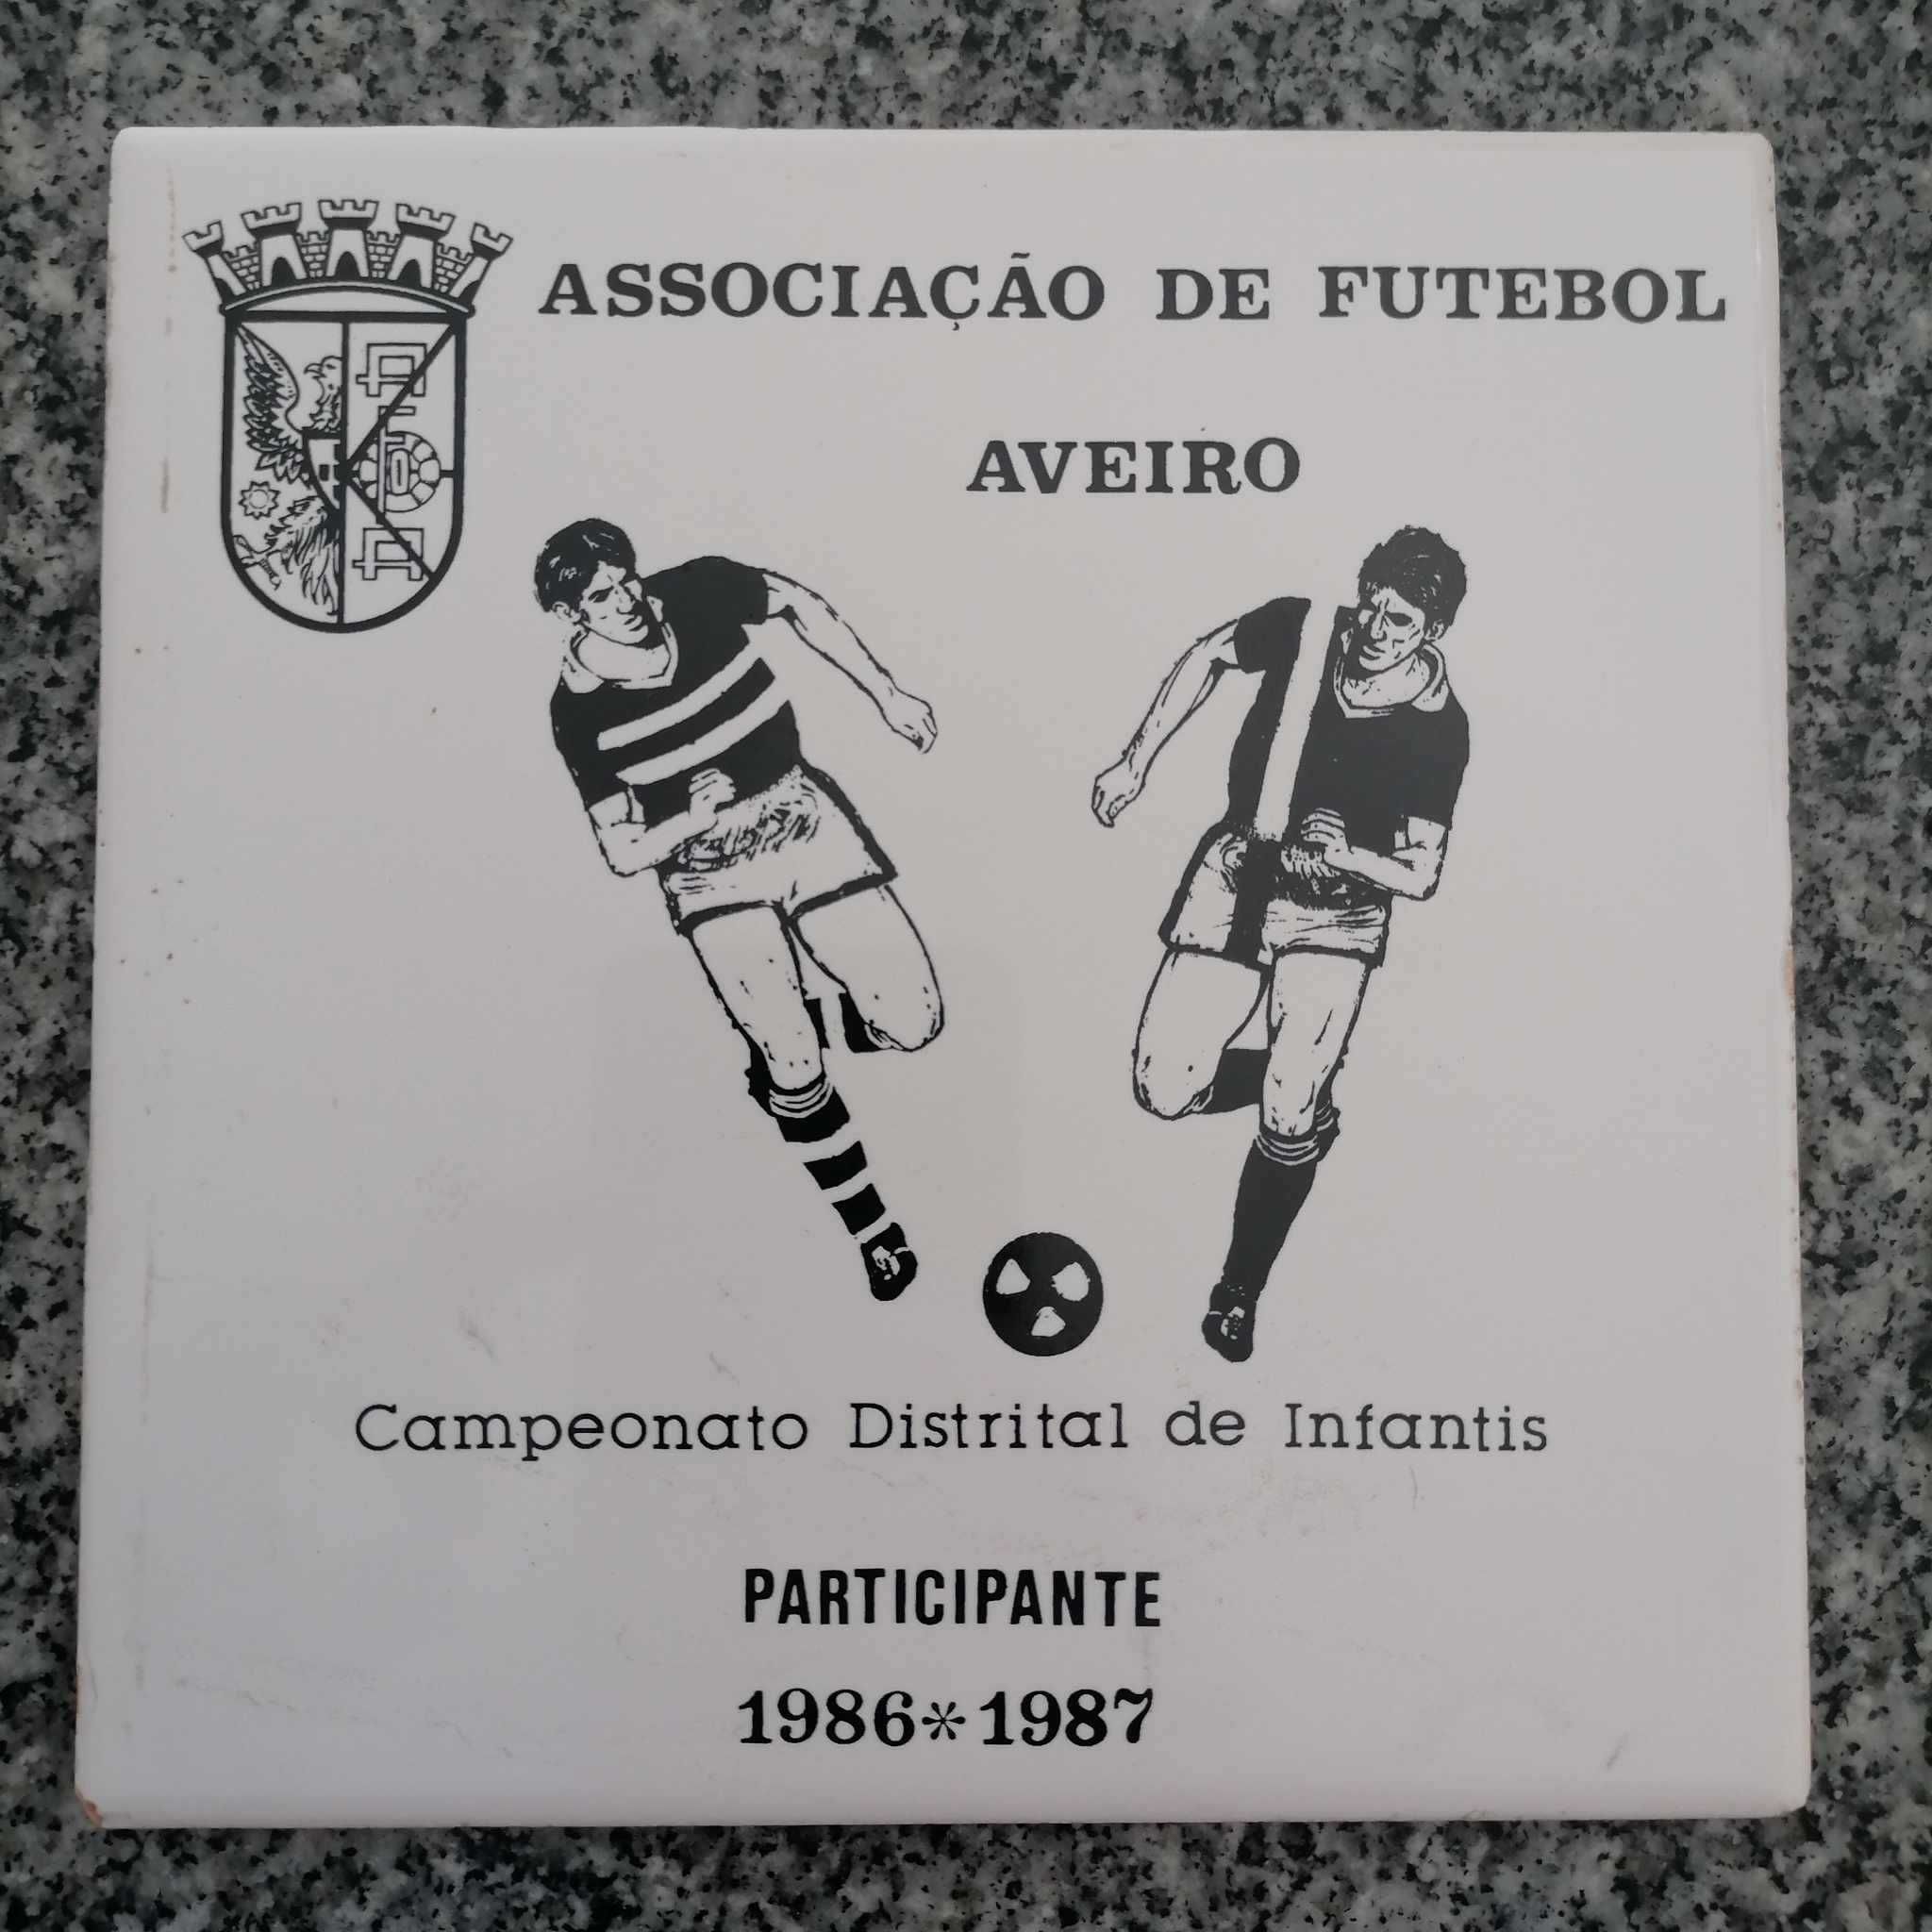 ASSOCIAÇÃO DE FUTEBOL
AVEIRO
Campeonato Distrital de Infantis
PARTICIPANTE
1986*1987